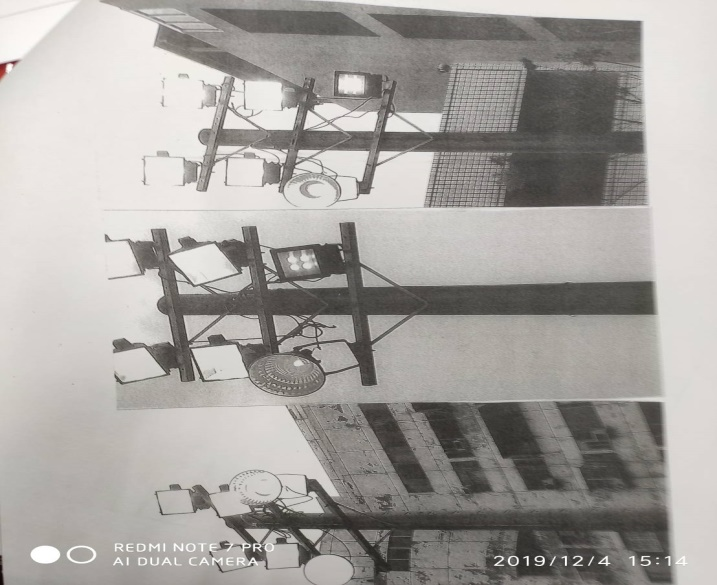 REDMI NOTE 7 PRO
AI DUAL CAMERA
2019/12/4 15:14